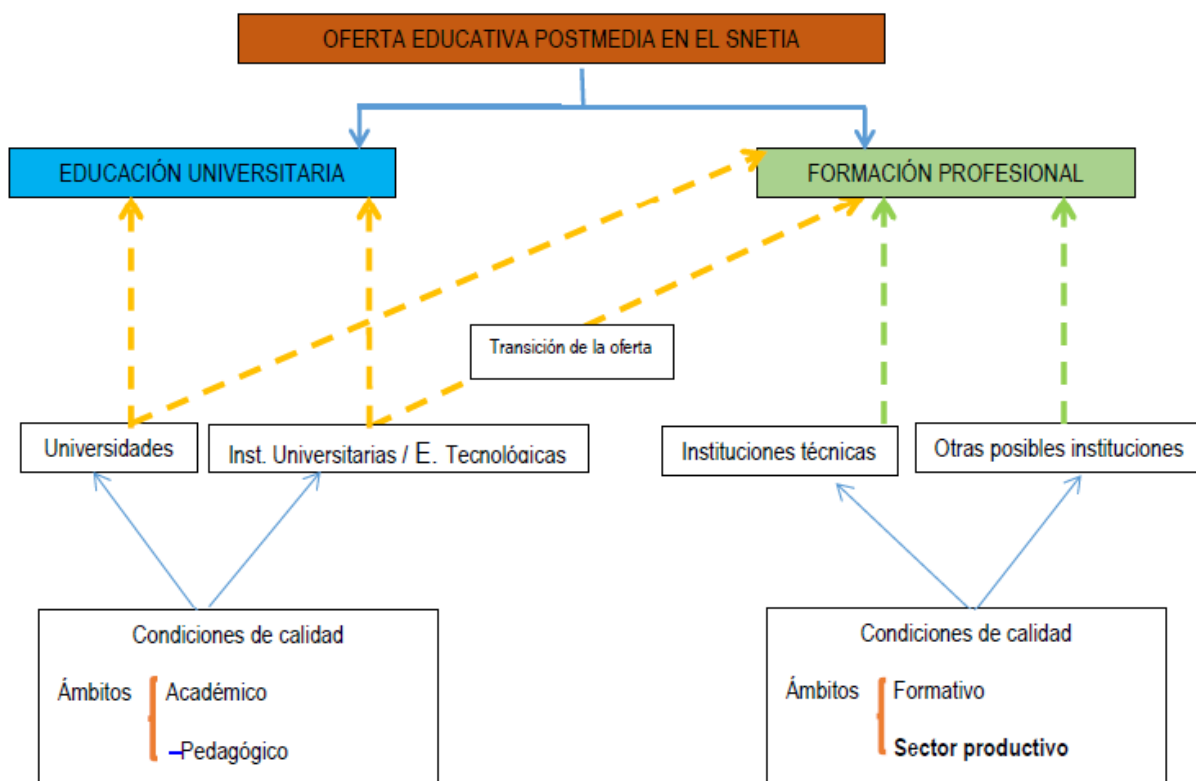 OFERTA EDUCATIVA POSTMEDIA EN EL SNETIA
EDUCACIÓN UNIVERSITARIA
FORMACIÓN PROFESIONAL
Transición de la oferta
Universidades
Inst. Universitarias / E. Tecnológicas
Instituciones técnicas
Otras posibles instituciones
Condiciones de calidad
Ámbitos
Académico
–Pedagógico
Condiciones de calidad
Ámbitos
Formativo
Sector productivo